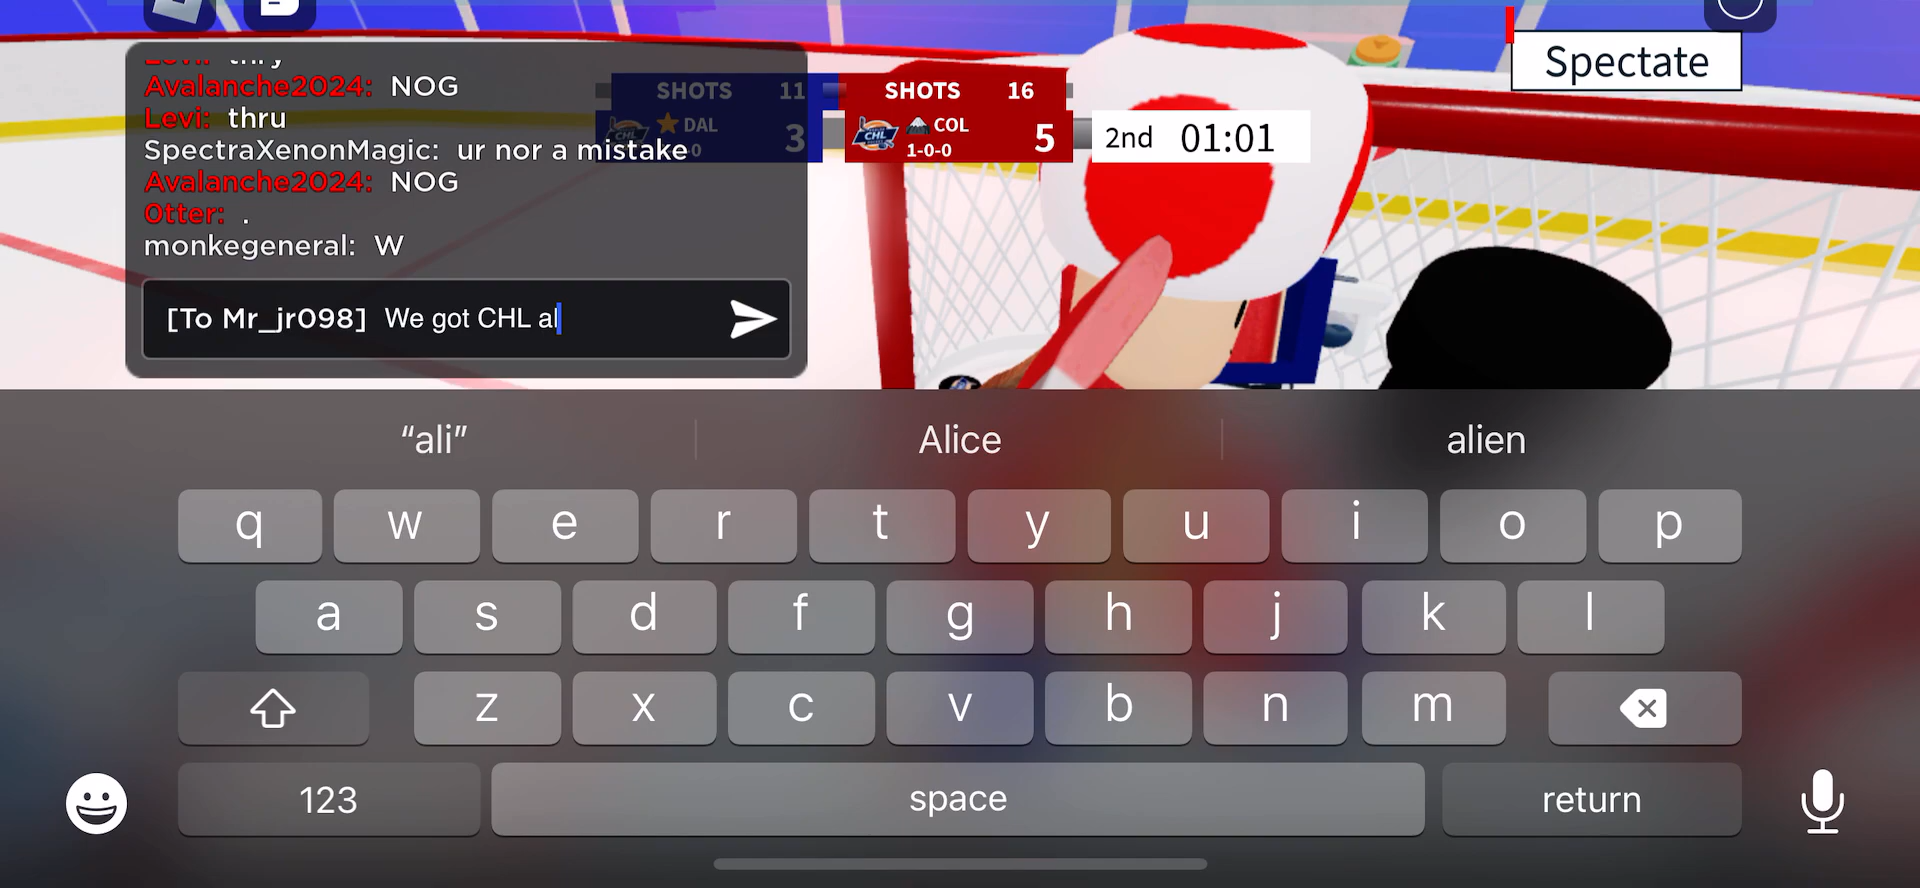 Avalanche2024: NOG
Levi: thru
SpectraXenonMagic: ur nor a mistake
Avalanche2024: NOG
Otter: .
monkegeneral: W
[To Mr_jr098] We got CHL al
SHOTS 11
DAL 3
SHOTS 16
CHL COL 5
1-0-0
2nd 01:01
Spectate
“ali” Alice alien
q w e r t y u i o p
a s d f g h j k l
z x c v b n m
123 space return